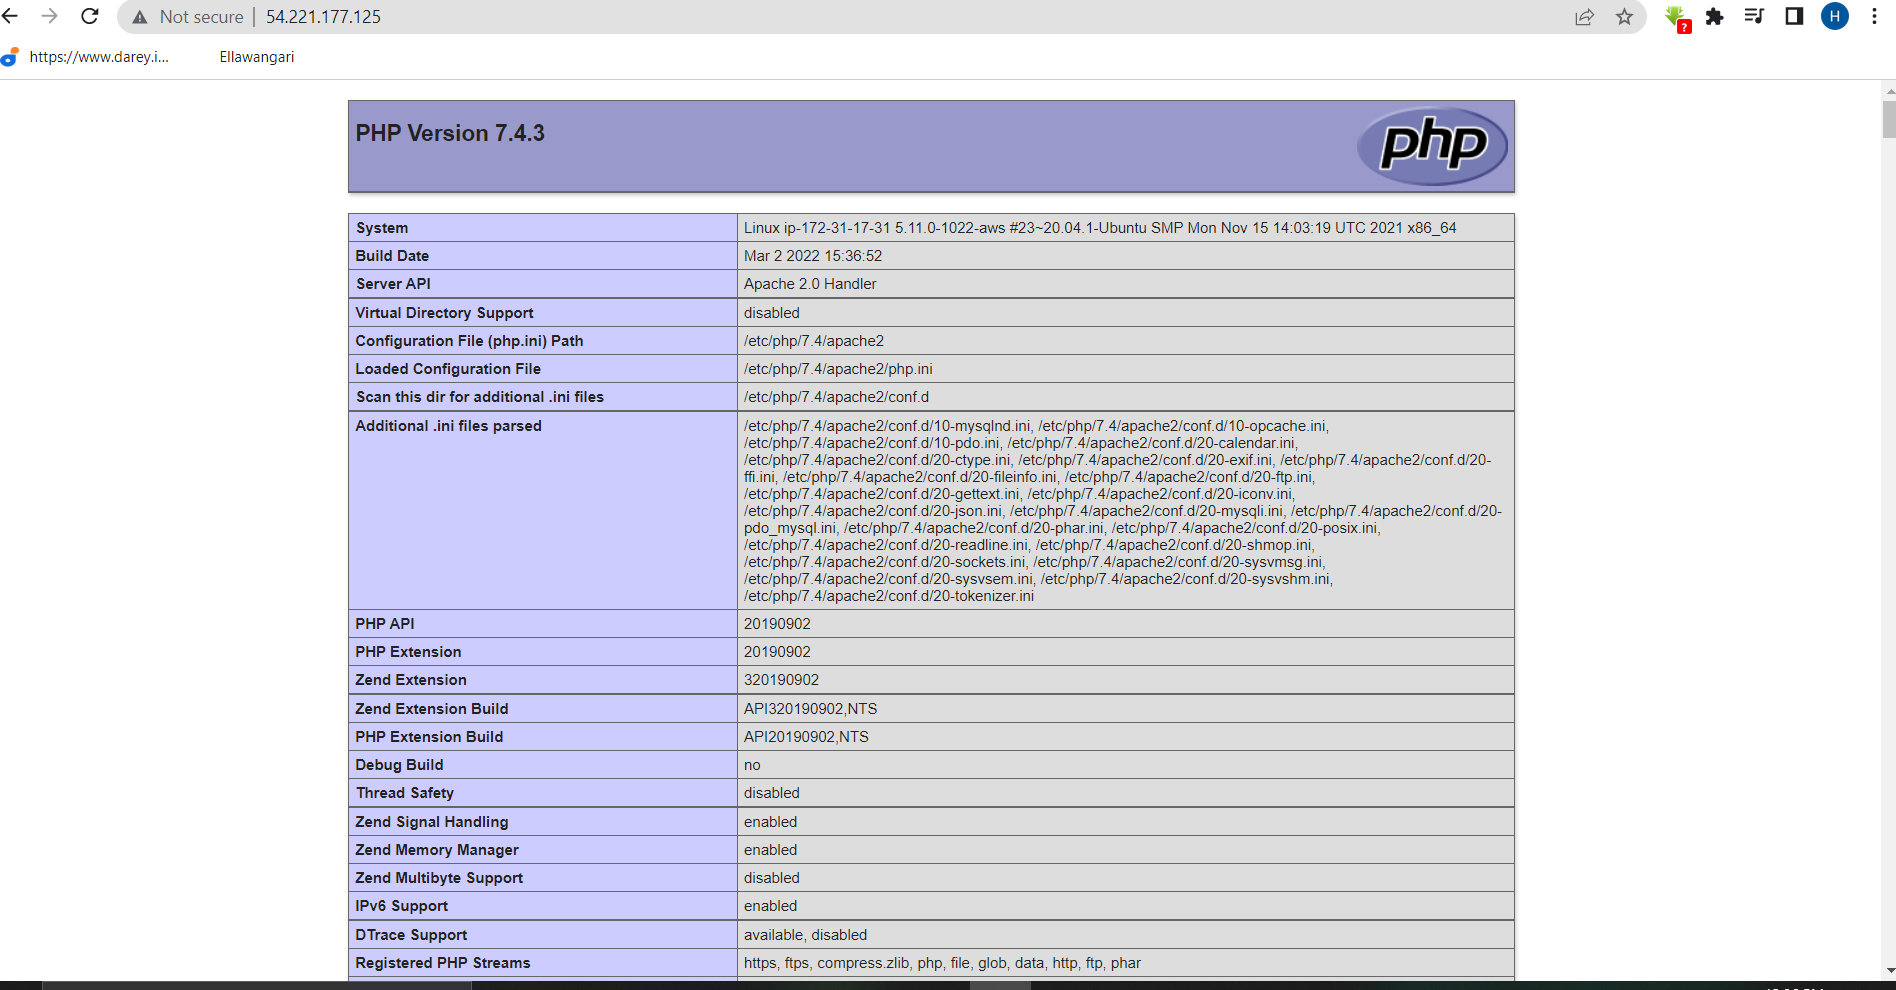 Not secure | 54.221.177.125
?
H
https://www.darey.i...
Ellawangari
PHP Version 7.4.3
php
System Linux ip-172-31-17-31 5.11.0-1022-aws #23~20.04.1-Ubuntu SMP Mon Nov 15 14:03:19 UTC 2021 x86_64
Build Date Mar 2 2022 15:36:52
Server API Apache 2.0 Handler
Virtual Directory Support disabled
Configuration File (php.ini) Path /etc/php/7.4/apache2
Loaded Configuration File /etc/php/7.4/apache2/php.ini
Scan this dir for additional .ini files /etc/php/7.4/apache2/conf.d
Additional .ini files parsed /etc/php/7.4/apache2/conf.d/10-mysqlnd.ini, /etc/php/7.4/apache2/conf.d/10-opcache.ini,
/etc/php/7.4/apache2/conf.d/10-pdo.ini, /etc/php/7.4/apache2/conf.d/20-calendar.ini,
/etc/php/7.4/apache2/conf.d/20-ctype.ini, /etc/php/7.4/apache2/conf.d/20-exif.ini, /etc/php/7.4/apache2/conf.d/20-
ffi.ini, /etc/php/7.4/apache2/conf.d/20-fileinfo.ini, /etc/php/7.4/apache2/conf.d/20-ftp.ini,
/etc/php/7.4/apache2/conf.d/20-gettext.ini, /etc/php/7.4/apache2/conf.d/20-iconv.ini,
/etc/php/7.4/apache2/conf.d/20-json.ini, /etc/php/7.4/apache2/conf.d/20-mysqli.ini, /etc/php/7.4/apache2/conf.d/20-
pdo_mysql.ini, /etc/php/7.4/apache2/conf.d/20-phar.ini, /etc/php/7.4/apache2/conf.d/20-posix.ini,
/etc/php/7.4/apache2/conf.d/20-readline.ini, /etc/php/7.4/apache2/conf.d/20-shmop.ini,
/etc/php/7.4/apache2/conf.d/20-sockets.ini, /etc/php/7.4/apache2/conf.d/20-sysvmsg.ini,
/etc/php/7.4/apache2/conf.d/20-sysvsem.ini, /etc/php/7.4/apache2/conf.d/20-sysvshm.ini,
/etc/php/7.4/apache2/conf.d/20-tokenizer.ini
PHP API 20190902
PHP Extension 20190902
Zend Extension 320190902
Zend Extension Build API320190902,NTS
PHP Extension Build API20190902,NTS
Debug Build no
Thread Safety disabled
Zend Signal Handling enabled
Zend Memory Manager enabled
Zend Multibyte Support disabled
IPv6 Support enabled
DTrace Support available, disabled
Registered PHP Streams https, ftps, compress.zlib, php, file, glob, data, http, ftp, phar